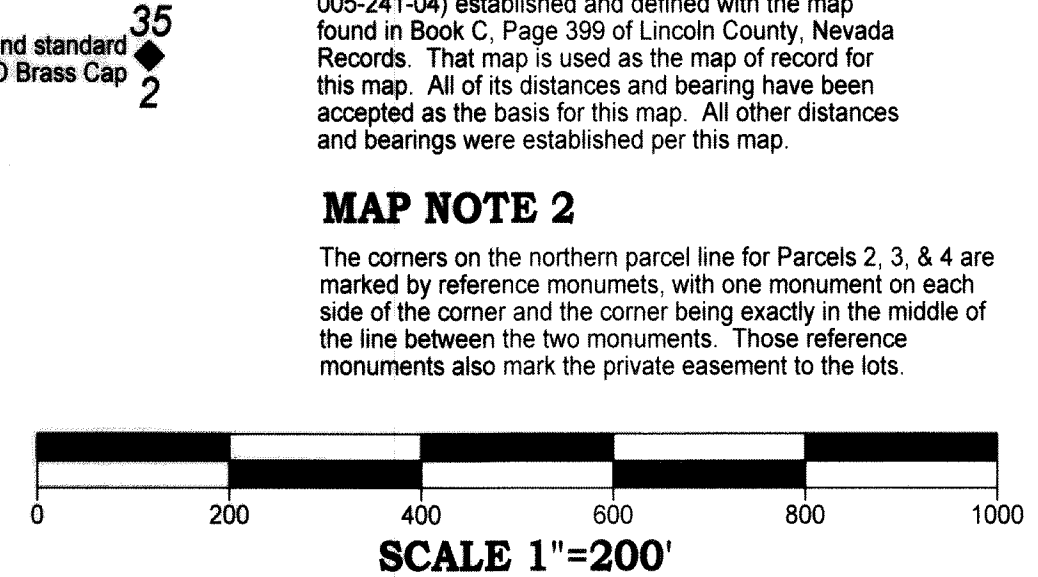 35
nd standard
Brass Cap
2
005-241-04) established and defined with the map
found in Book C, Page 399 of Lincoln County, Nevada
Records. That map is used as the map of record for
this map. All of its distances and bearing have been
accepted as the basis for this map. All other distances
and bearings were established per this map.
MAP NOTE 2
The corners on the northern parcel line for Parcels 2, 3, & 4 are
marked by reference monumets, with one monument on each
side of the corner and the corner being exactly in the middle of
the line between the two monuments. Those reference
monuments also mark the private easement to the lots.
0 200 400 600 800 1000
SCALE 1"=200'